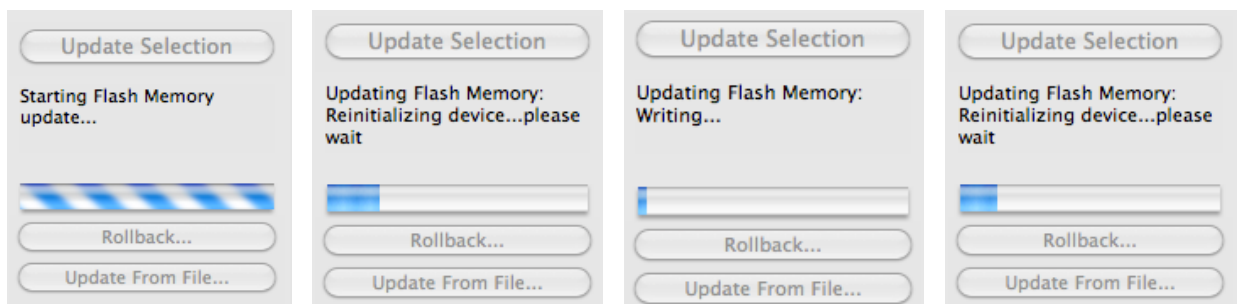 Update Selection
Starting Flash Memory
update...
Rollback...
Update From File...
Update Selection
Updating Flash Memory:
Reinitializing device...please
wait
Rollback...
Update From File...
Update Selection
Updating Flash Memory:
Writing...
Rollback...
Update From File...
Update Selection
Updating Flash Memory:
Reinitializing device...please
wait
Rollback...
Update From File...